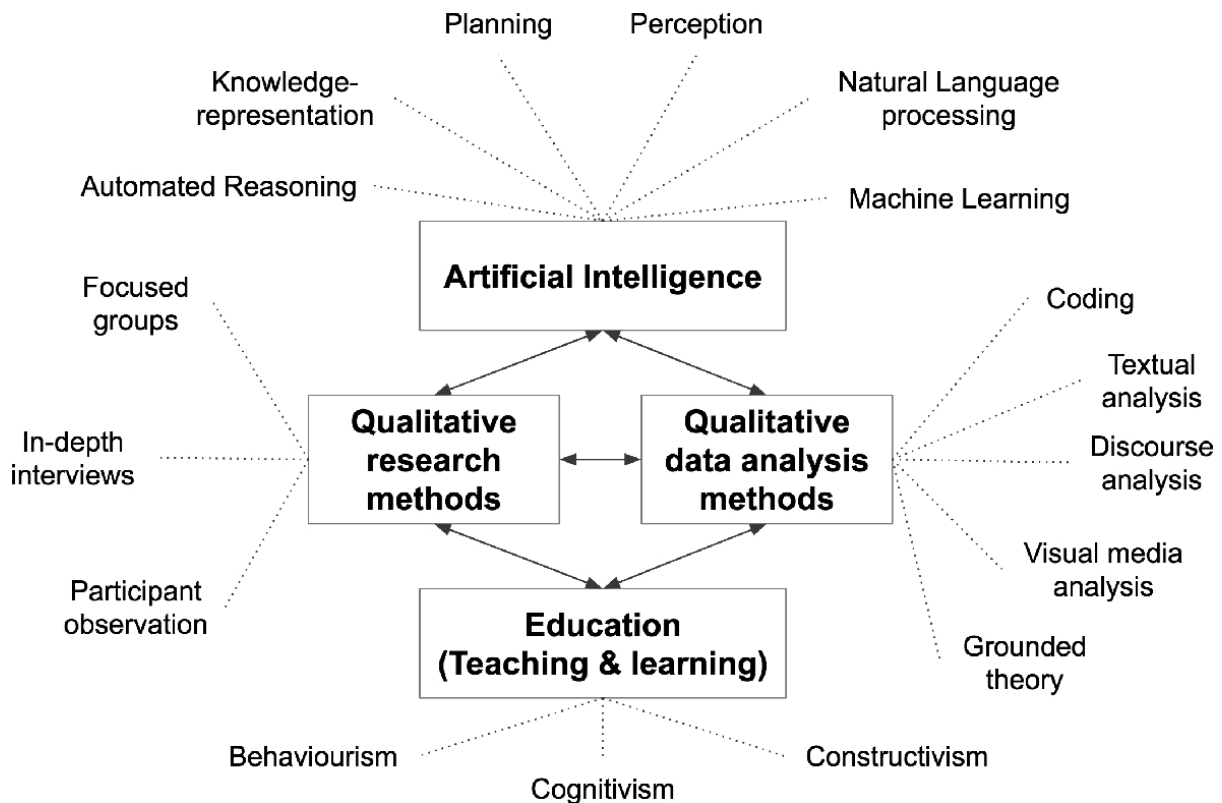 Planning
Perception
Knowledge-
representation
Natural Language
processing
Automated Reasoning
Machine Learning
Artificial Intelligence
Focused
groups
Coding
Textual
analysis
Qualitative
research
methods
Qualitative
data analysis
methods
In-depth
interviews
Discourse
analysis
Visual media
analysis
Participant
observation
Education
(Teaching & learning)
Grounded
theory
Behaviourism
Cognitivism
Constructivism